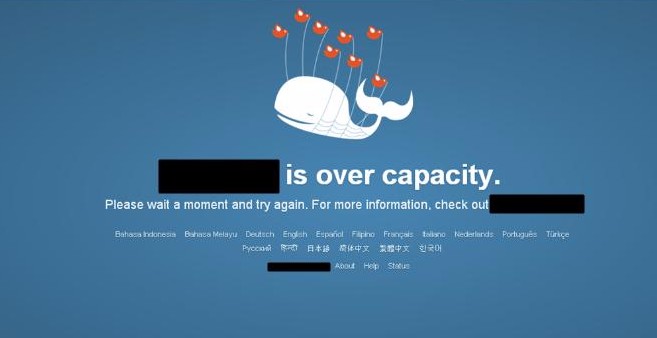 is over capacity.
Please wait a moment and try again. For more information, check out
Bahasa Indonesia Bahasa Melayu Deutsch English Español Filipino Français Italiano Nederlands Português Türkçe
Русский हिन्दी 日本語 简体中文 繁體中文 한국어
About Help Status